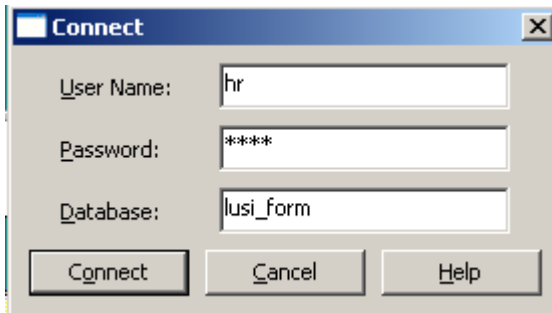 Connect
User Name: hr
Password: ****
Database: lusi_form
Connect Cancel Help